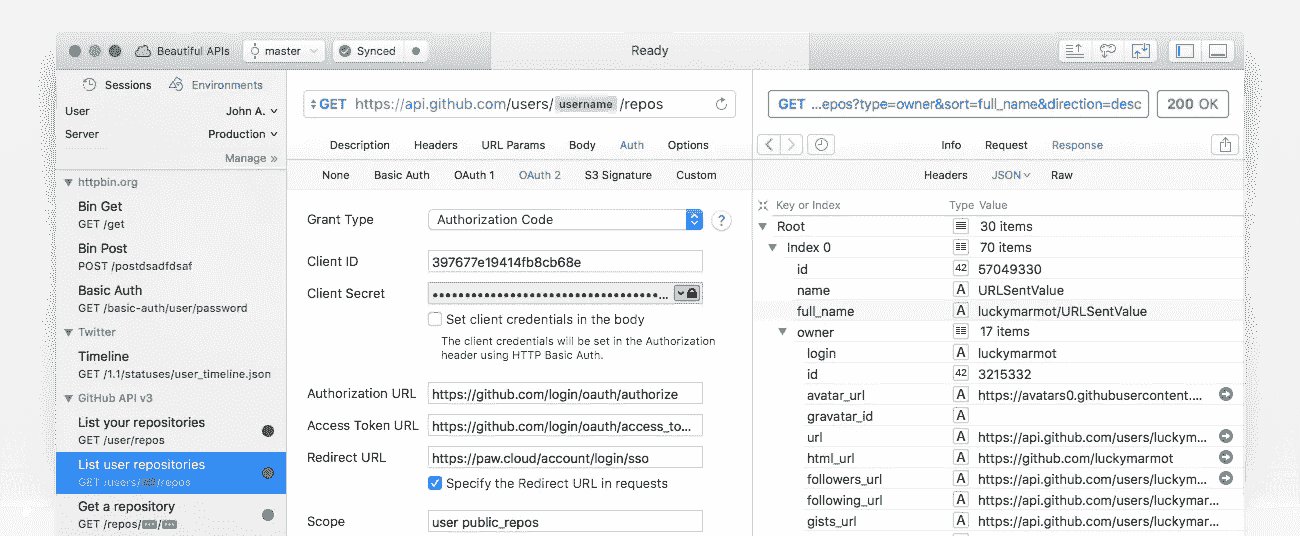 Beautiful APIs
master
Synced
Ready
Sessions
Environments
User
John A.
Server
Production
Manage »
httpbin.org
Bin Get
GET /get
Bin Post
POST /postdsadfdsaf
Basic Auth
GET /basic-auth/user/password
Twitter
Timeline
GET /1.1/statuses/user_timeline.json
GitHub API v3
List your repositories
GET /user/repos
List user repositories
GET /users/ /repos
Get a repository
GET /repos/ /
GET https://api.github.com/users/ username /repos
Description Headers URL Params Body Auth Options
None Basic Auth OAuth 1 OAuth 2 S3 Signature Custom
Grant Type Authorization Code ?
Client ID 397677e19414fb8cb68e
Client Secret ••••••••••••••••••••••••••••••••••••...
Set client credentials in the body
The client credentials will be set in the Authorization
header using HTTP Basic Auth.
Authorization URL https://github.com/login/oauth/authorize
Access Token URL https://github.com/login/oauth/access_to...
Redirect URL https://paw.cloud/account/login/sso
Specify the Redirect URL in requests
Scope user public_repos
GET ...epos?type=owner&sort=full_name&direction=desc
200 OK
Info Request Response
Headers JSON Raw
Key or Index Type Value
Root 30 items
Index 0 70 items
id 42 57049330
name A URLSentValue
full_name A luckymarmot/URLSentValue
owner 17 items
login A luckymarmot
id 42 3215332
avatar_url A https://avatars0.githubusercontent....
gravatar_id A
url A https://api.github.com/users/luckym...
html_url A https://github.com/luckymarmot
followers_url A https://api.github.com/users/luckym...
following_url A https://api.github.com/users/luckymar...
gists_url A https://api.github.com/users/luckymar...